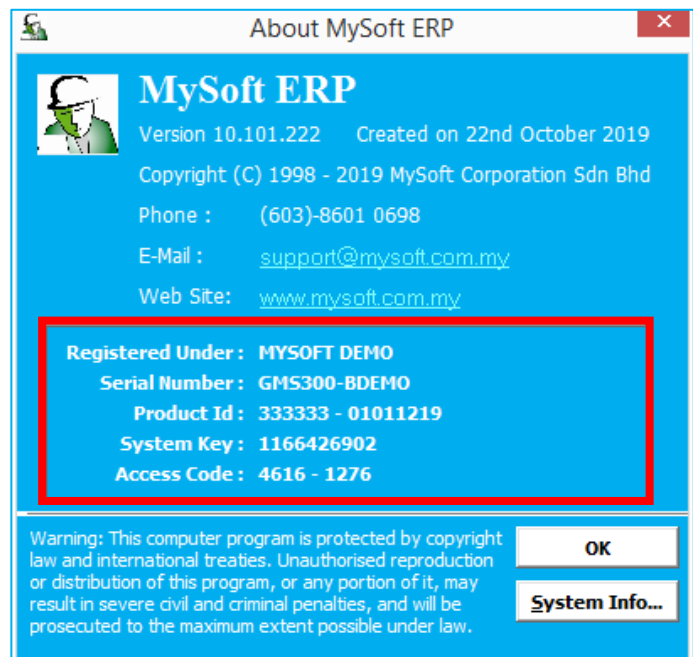 About MySoft ERP
MySoft ERP
Version 10.101.222 Created on 22nd October 2019
Copyright (C) 1998 - 2019 MySoft Corporation Sdn Bhd
Phone : (603)-8601 0698
E-Mail : support@mysoft.com.my
Web Site: www.mysoft.com.my
Registered Under : MYSOFT DEMO
Serial Number : GMS300-BDEMO
Product Id : 333333 - 01011219
System Key : 1166426902
Access Code : 4616 - 1276
Warning: This computer program is protected by copyright
law and international treaties. Unauthorised reproduction
or distribution of this program, or any portion of it, may
result in severe civil and criminal penalties, and will be
prosecuted to the maximum extent possible under law.
OK
System Info...